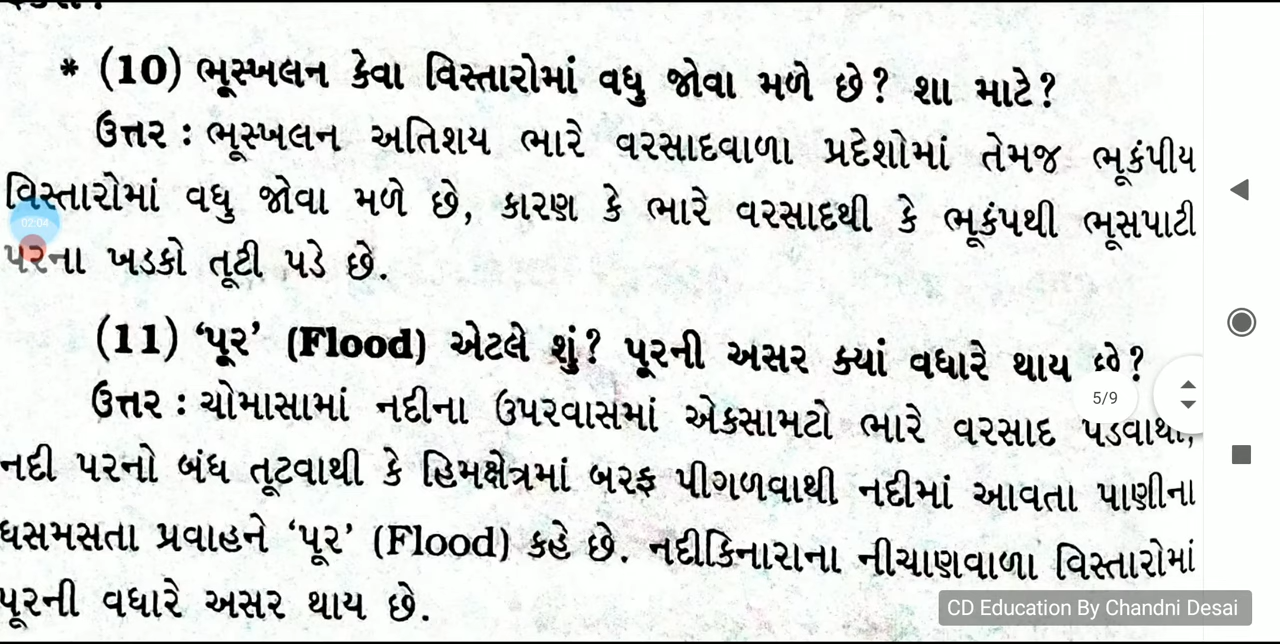 * (10) ભૂસ્ખલન કેવા વિસ્તારોમાં વધુ જોવા મળે છે? શા માટે?
ઉત્તર : ભૂસ્ખલન અતિશય ભારે વરસાદવાળા પ્રદેશોમાં તેમજ ભૂકંપીય
વિસ્તારોમાં વધુ જોવા મળે છે, કારણ કે ભારે વરસાદથી કે ભૂકંપથી ભૂસપાટી
02:04
પરના ખડકો તૂટી પડે છે.
(11) ‘પૂર’ (Flood) એટલે શું? પૂરની અસર ક્યાં વધારે થાય છે?
5/9
ઉત્તર : ચોમાસામાં નદીના ઉપરવાસમાં એકસામટો ભારે વરસાદ પડવાથી,
નદી પરનો બંધ તૂટવાથી કે હિમક્ષેત્રમાં બરફ પીગળવાથી નદીમાં આવતા પાણીના
ધસમસતા પ્રવાહને ‘પૂર’ (Flood) કહે છે. નદીકિનારાના નીચાણવાળા વિસ્તારોમાં
પૂરની વધારે અસર થાય છે.
CD Education By Chandni Desai